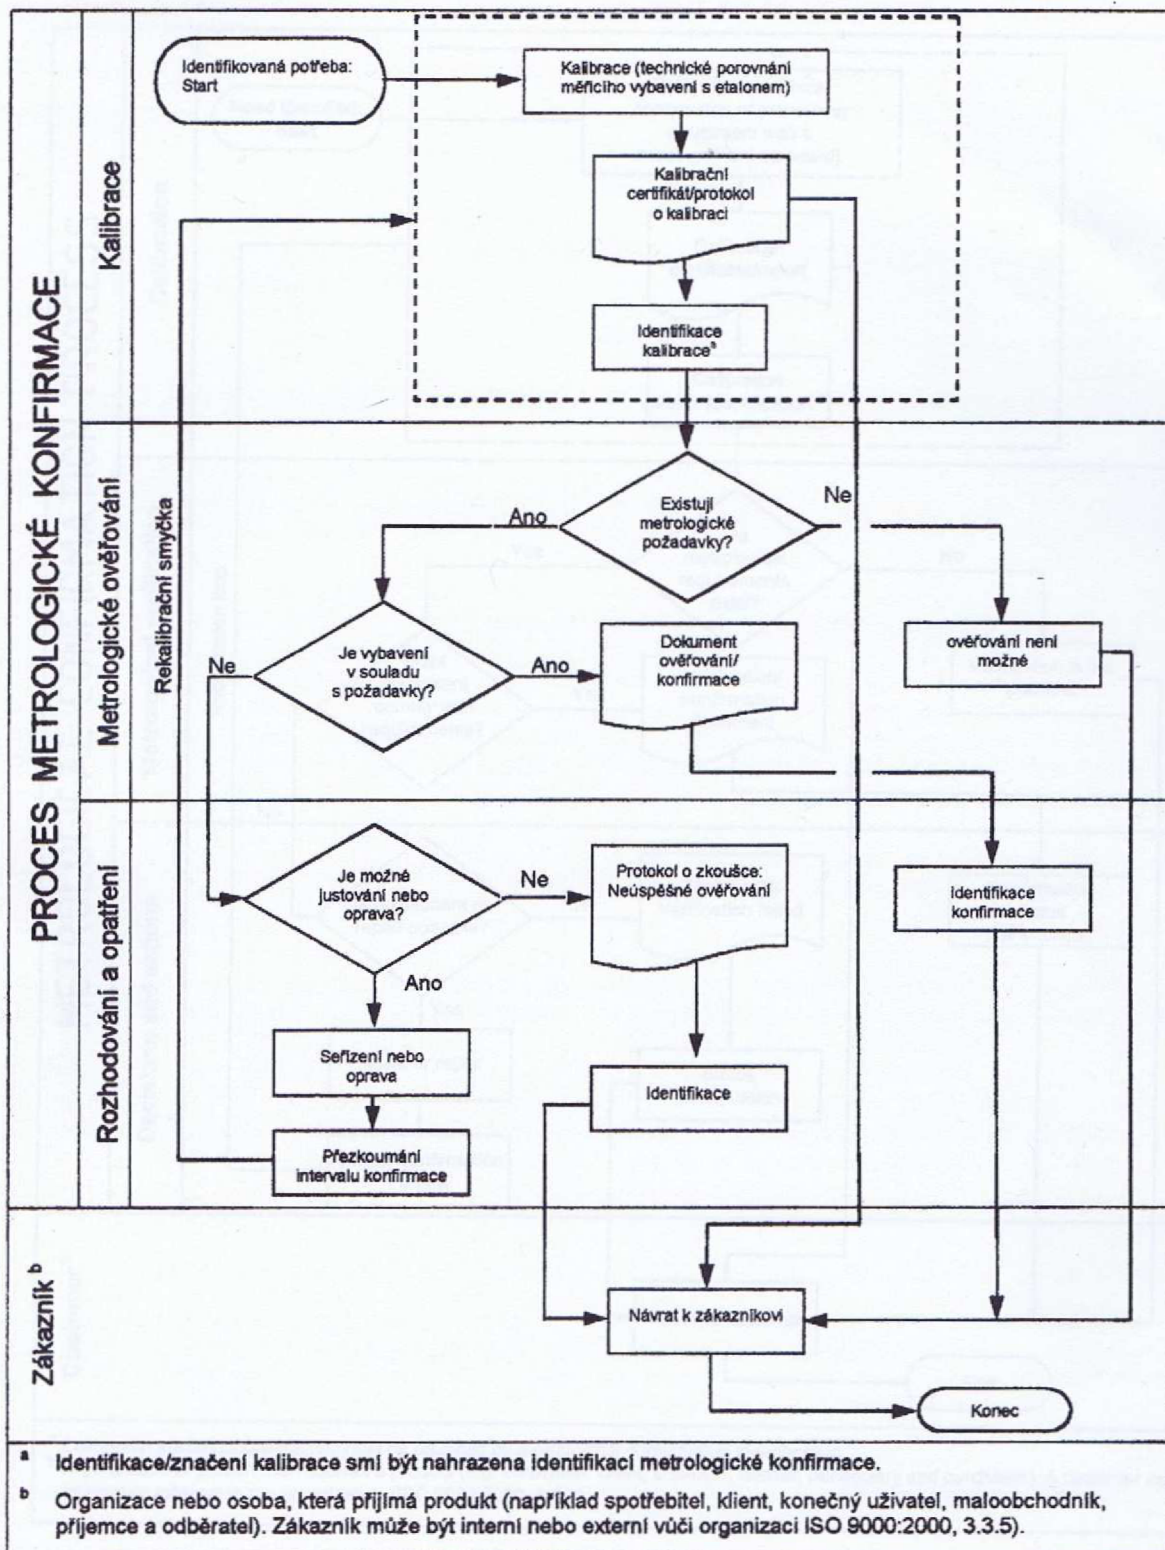 PROCES METROLOGICKÉ KONFIRMACE
Kalibrace
Identifikovaná potřeba:
Start
Kalibrace (technické porovnání
měřicího vybavení s etalonem)
Kalibrační
certifikát/protokol
o kalibraci
Identifikace
kalibrace a
Metrologické ověřování
Rekalibrační smyčka
Existují
metrologické
požadavky?
Ano
Ne
Je vybavení
v souladu
s požadavky?
Ne
Ano
Dokument
ověřování/
konfirmace
ověřování není
možné
Rozhodování a opatření
Je možné
justování nebo
oprava?
Ne
Ano
Protokol o zkoušce:
Neúspěšné ověřování
Identifikace
konfirmace
Seřízení nebo
oprava
Identifikace
Přezkoumání
intervalu konfirmace
Zákazník b
Návrat k zákazníkovi
Konec
a Identifikace/značení kalibrace smí být nahrazena identifikací metrologické konfirmace.
b Organizace nebo osoba, která přijímá produkt (například spotřebitel, klient, konečný uživatel, maloobchodník,
příjemce a odběratel). Zákazník může být interní nebo externí vůči organizaci ISO 9000:2000, 3.3.5).